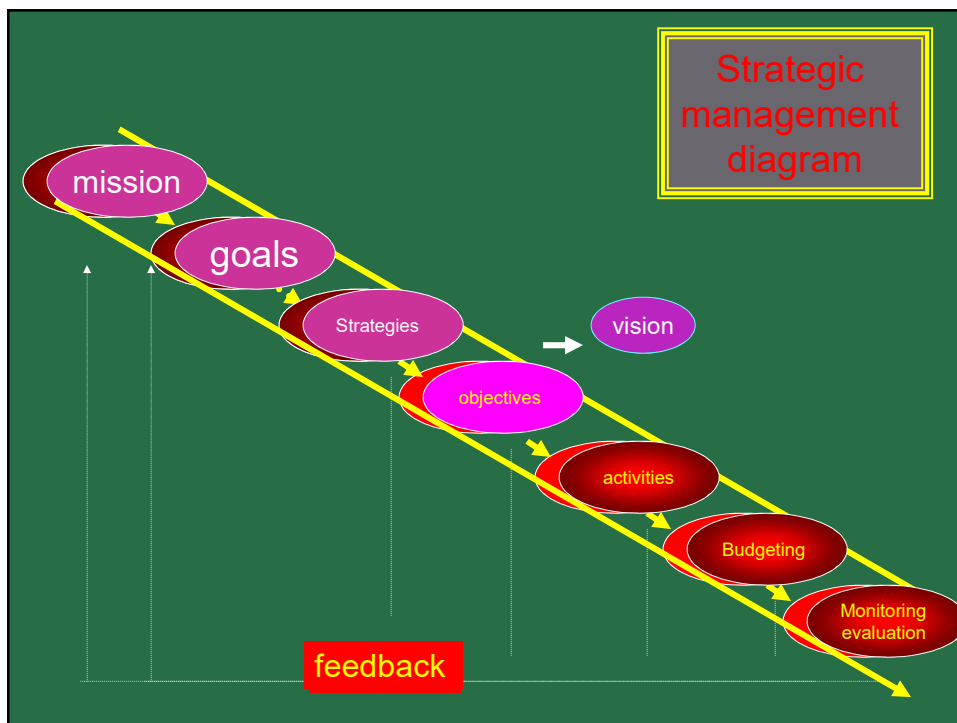 Strategic
management
diagram
mission
goals
Strategies
vision
objectives
activities
Budgeting
Monitoring
evaluation
feedback